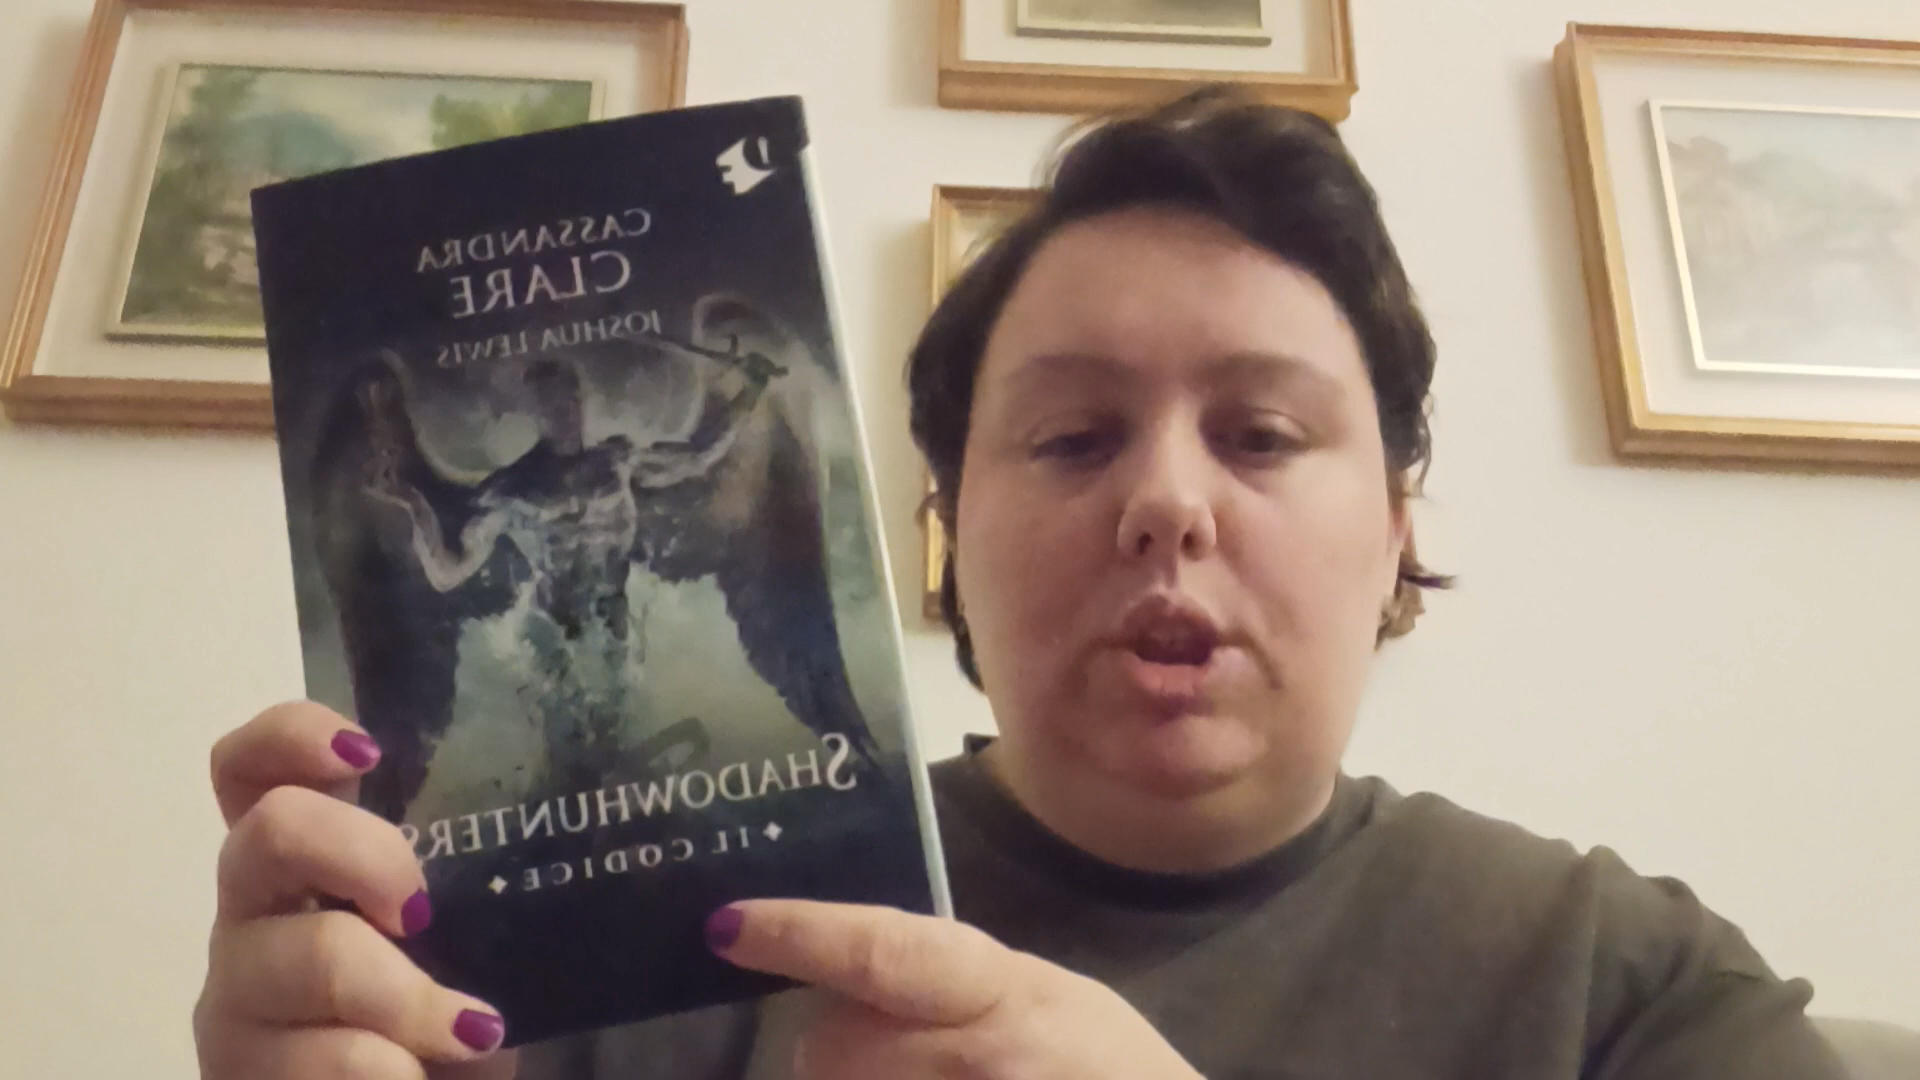 CASSANDRA
CLARE
JOSHUA LEWIS
SHADOWHUNTERS
IL CODICE